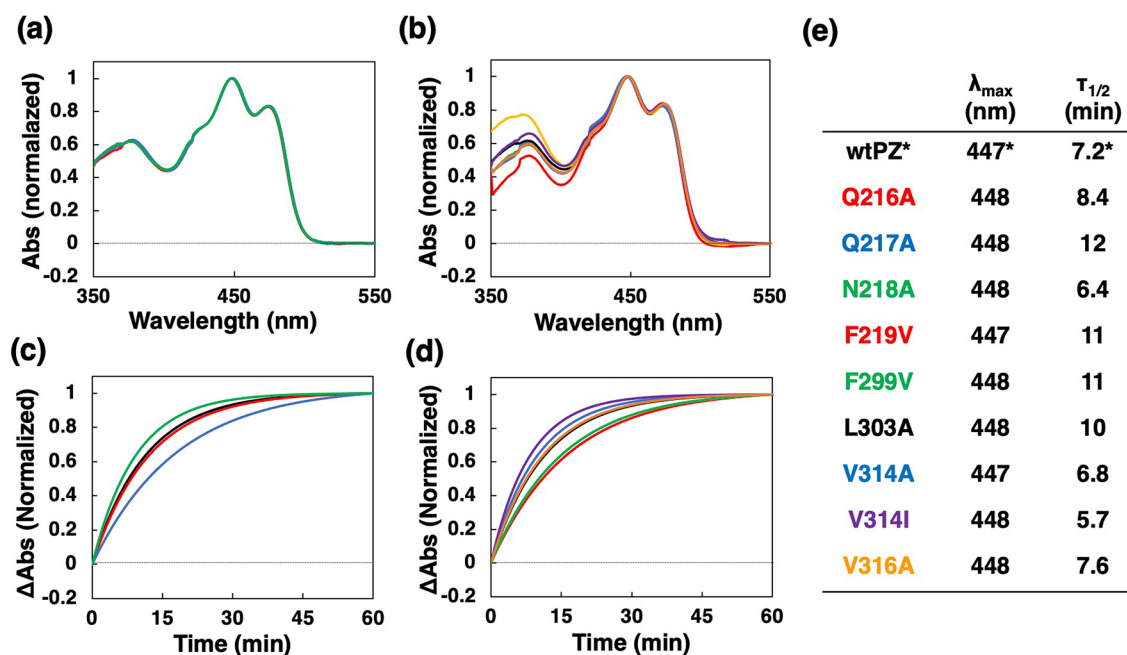 (a)
Abs (normalazed)
1
0.8
0.6
0.4
0.2
0
-0.2
350
450
550
Wavelength (nm)
(b)
Abs (normalized)
1
0.8
0.6
0.4
0.2
0
-0.2
350
450
550
Wavelength (nm)
(c)
ΔAbs (Normalized)
1
0.8
0.6
0.4
0.2
0
-0.2
0
15
30
45
60
Time (min)
(d)
ΔAbs (Normalized)
1
0.8
0.6
0.4
0.2
0
-0.2
0
15
30
45
60
Time (min)
(e)
λmax (nm) τ1/2 (min)
wtPZ* 447* 7.2*
Q216A 448 8.4
Q217A 448 12
N218A 448 6.4
F219V 447 11
F299V 448 11
L303A 448 10
V314A 447 6.8
V314I 448 5.7
V316A 448 7.6